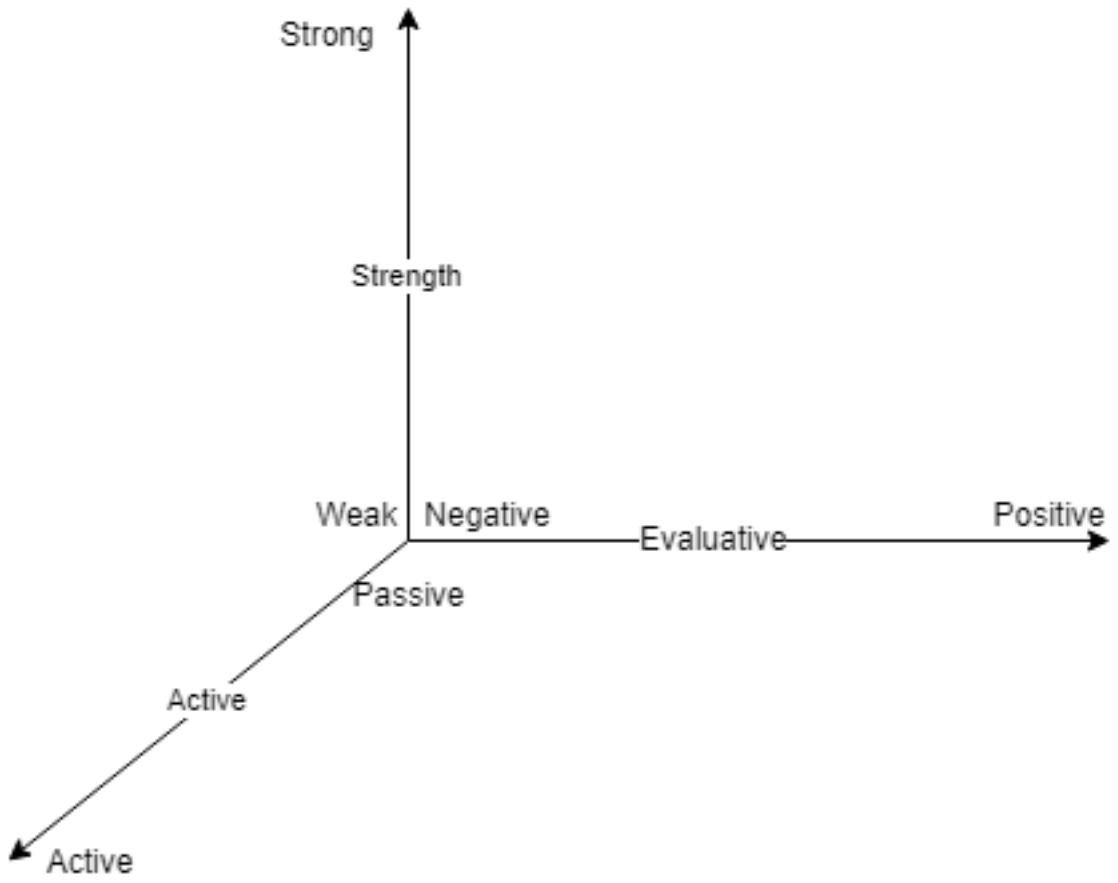 Strong
Strength
Weak
Negative
Evaluative
Positive
Passive
Active
Active